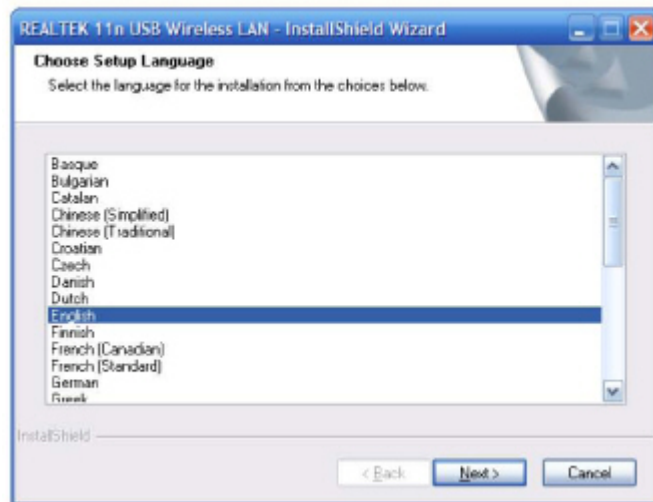 REALTEK 11n USB Wireless LAN - InstallShield Wizard
Choose Setup Language
Select the language for the installation from the choices below.
Basque
Bulgarian
Catalan
Chinese (Simplified)
Chinese (Traditional)
Croatian
Czech
Danish
Dutch
English
Finnish
French (Canadian)
French (Standard)
German
Greek
InstallShield
< Back
Next >
Cancel